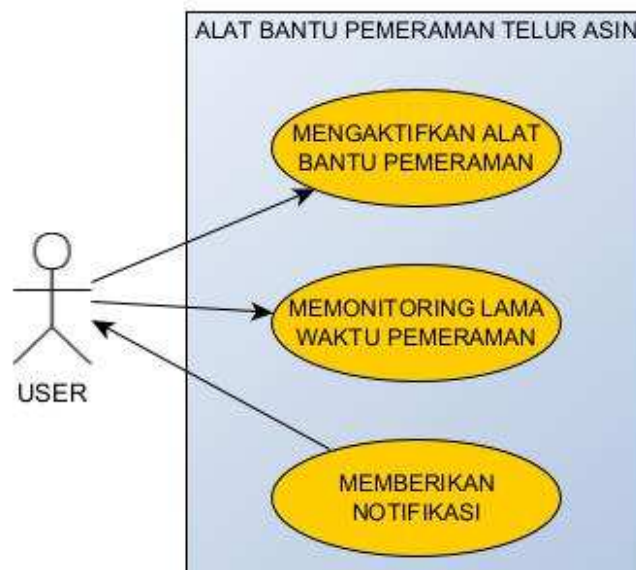 ALAT BANTU PEMERAMAN TELUR ASIN
MENGAKTIFKAN ALAT
BANTU PEMERAMAN
MEMONITORING LAMA
WAKTU PEMERAMAN
USER
MEMBERIKAN
NOTIFIKASI